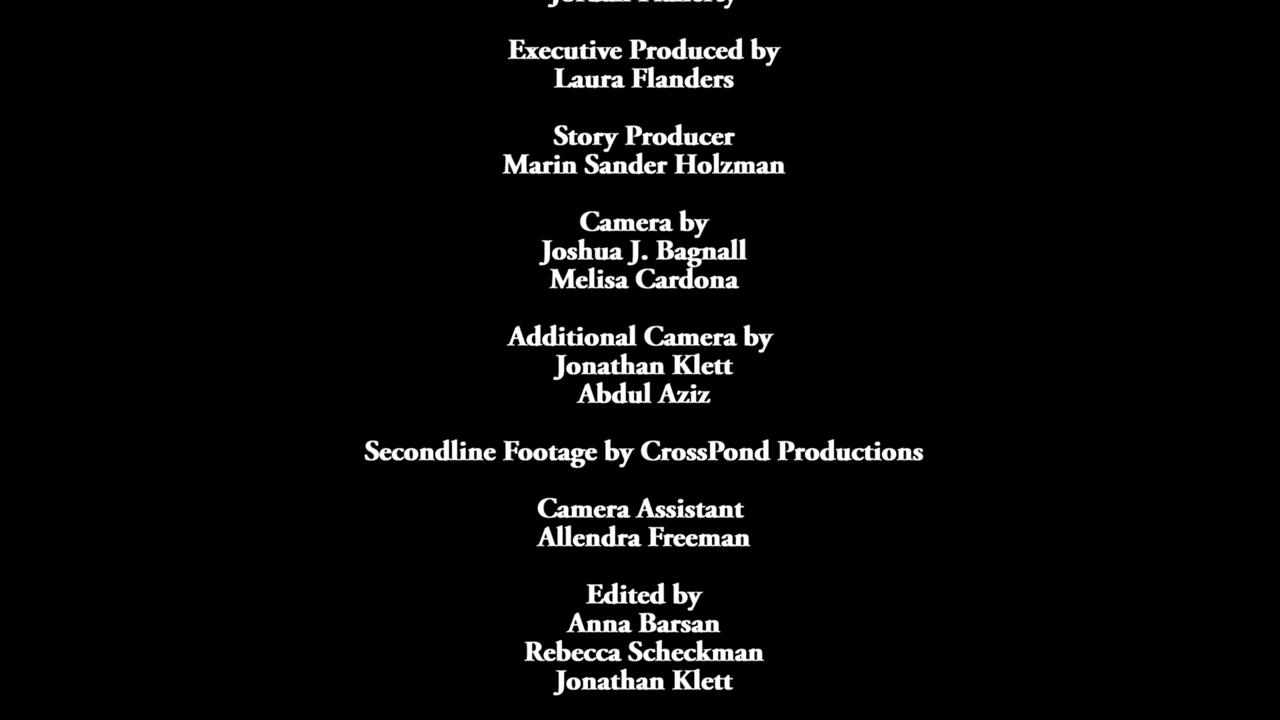 Executive Produced by
Laura Flanders
Story Producer
Marin Sander Holzman
Camera by
Joshua J. Bagnall
Melisa Cardona
Additional Camera by
Jonathan Klett
Abdul Aziz
Secondline Footage by CrossPond Productions
Camera Assistant
Allendra Freeman
Edited by
Anna Barsan
Rebecca Scheckman
Jonathan Klett